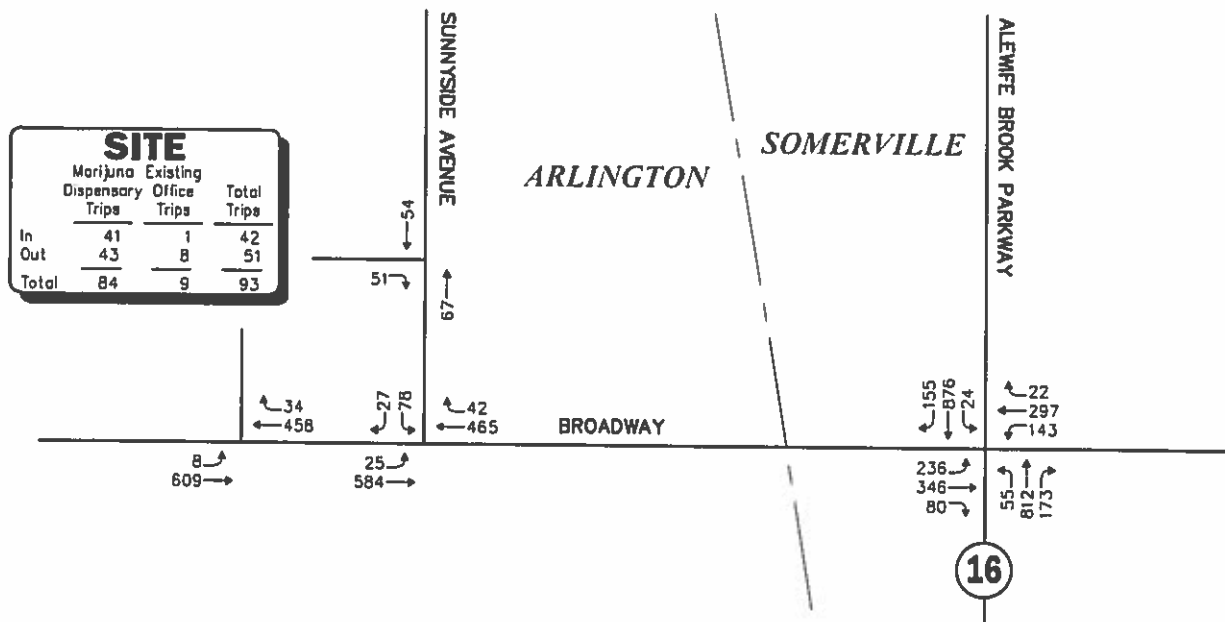 SUNNYSIDE AVENUE
ALEWIFE BROOK PARKWAY
SITE
Marijuna Existing
Dispensary Office Total
Trips Trips Trips
In 41 1 42
Out 43 8 51
Total 84 9 93
ARLINGTON
SOMERVILLE
54
51
67
34
458
27
78
42
465
BROADWAY
155
876
24
22
297
143
8
609
25
584
236
346
80
55
812
173
16